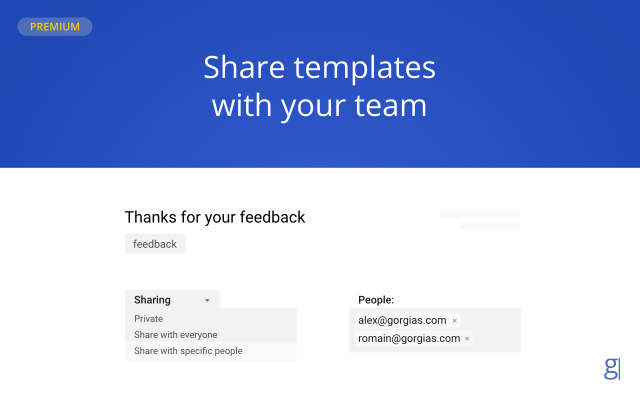 PREMIUM
Share templates
with your team
Thanks for your feedback
feedback
Sharing
Private
Share with everyone
Share with specific people
People:
alex@gorgias.com ×
romain@gorgias.com ×
g|